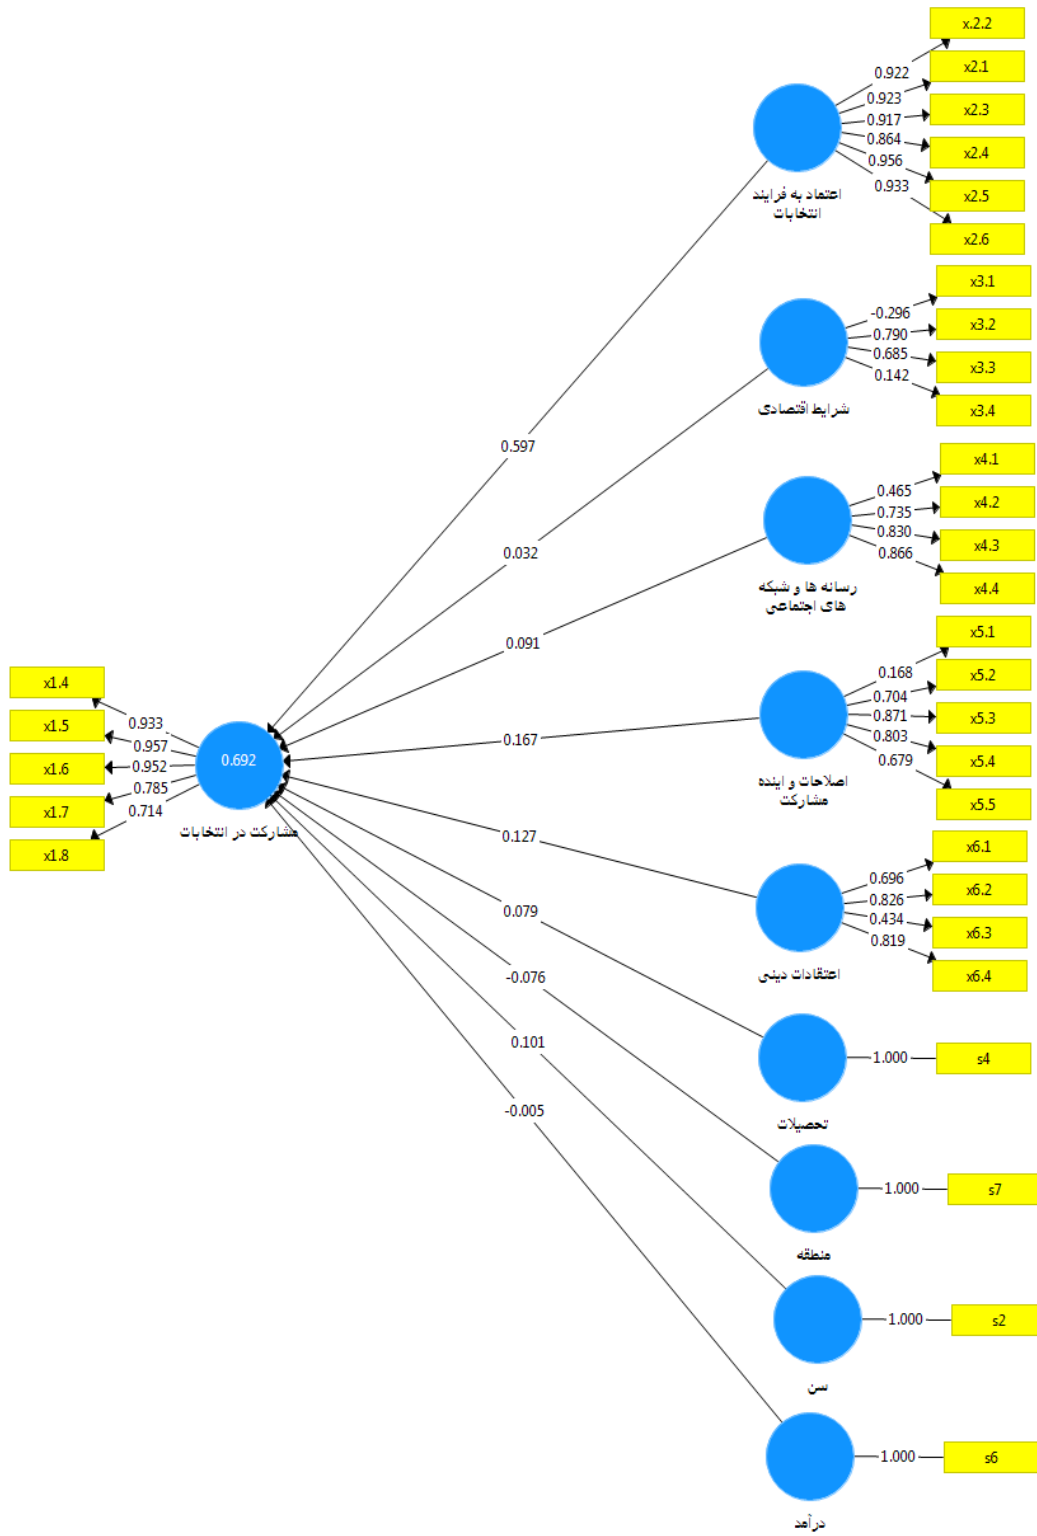 x.2.2
x2.1
x2.3
x2.4
x2.5
x2.6
0.922
0.923
0.917
0.864
0.956
0.933
اعتماد به فرایند
انتخابات
x3.1
x3.2
x3.3
x3.4
-0.296
0.790
0.685
0.142
شرایط اقتصادی
x4.1
x4.2
x4.3
x4.4
0.465
0.735
0.830
0.866
رسانه ها و شبکه
های اجتماعی
x5.1
x5.2
x5.3
x5.4
x5.5
0.168
0.704
0.871
0.803
0.679
اصلاحات و اینده
مشارکت
x6.1
x6.2
x6.3
x6.4
0.696
0.826
0.434
0.819
اعتقادات دینی
s4
1.000
تحصیلات
s7
1.000
منطقه
s2
1.000
سن
s6
1.000
درآمد
0.597
0.032
0.091
0.167
0.127
0.079
-0.076
0.101
-0.005
x1.4
x1.5
x1.6
x1.7
x1.8
0.933
0.957
0.952
0.785
0.714
0.692
مشارکت در انتخابات